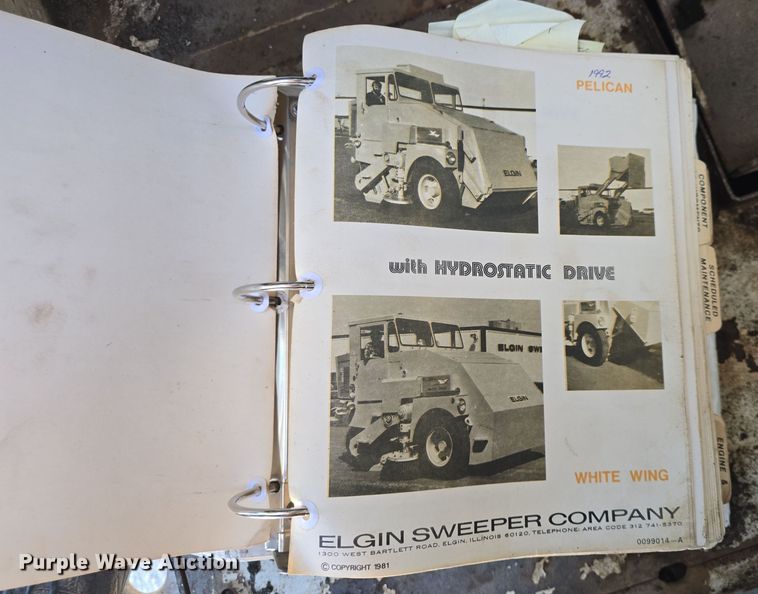 1992
PELICAN
ELGIN
with HYDROSTATIC DRIVE
ELGIN SWEE
ELGIN
WHITE WING
ELGIN SWEEPER COMPANY
1300 WEST BARTLETT ROAD, ELGIN, ILLINOIS 60120, TELEPHONE: AREA CODE 312 741-5370
0099014-A
© COPYRIGHT 1981
COMPONENT
SCHEDULED
MAINTENANCE
ENGINE &
Purple Wave Auction